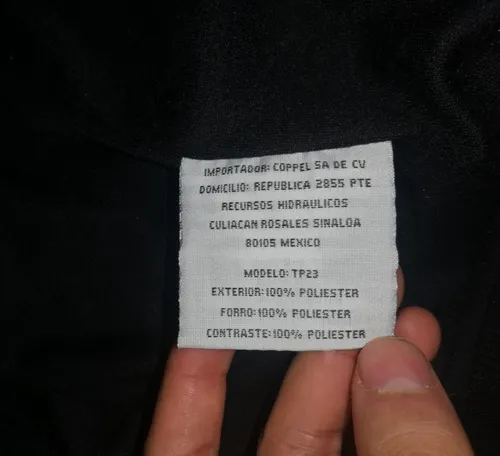 IMPORTADOR: COPPEL SA DE CV
DOMICILIO: REPUBLICA 2855 PTE
RECURSOS HIDRAULICOS
CULIACAN ROSALES SINALOA
80105 MEXICO
MODELO: TP23
EXTERIOR:100% POLIESTER
FORRO:100% POLIESTER
CONTRASTE:100% POLIESTER